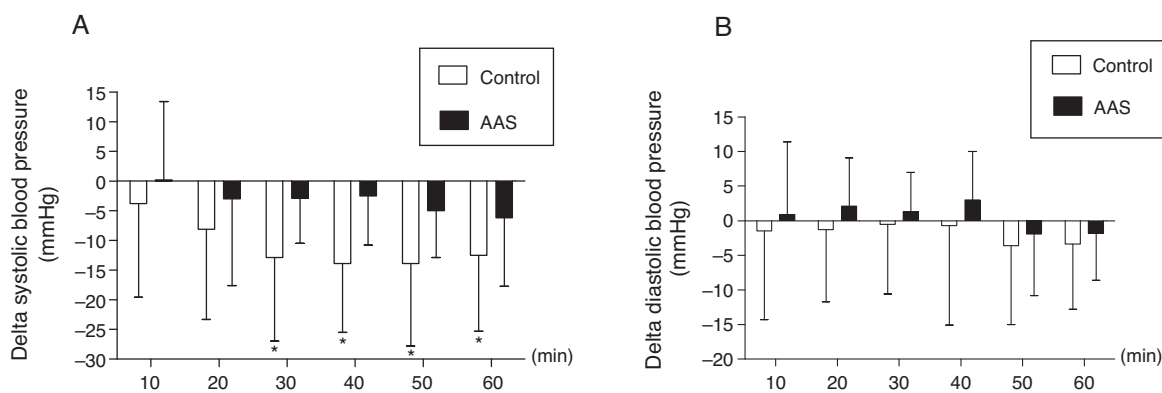 A
Control
AAS
Delta systolic blood pressure
(mmHg)
15
10
5
0
–5
–10
–15
–20
–25
–30
* * * *
(min)
10 20 30 40 50 60
B
Control
AAS
Delta diastolic blood pressure
(mmHg)
15
10
5
0
–5
–10
–15
–20
(min)
10 20 30 40 50 60